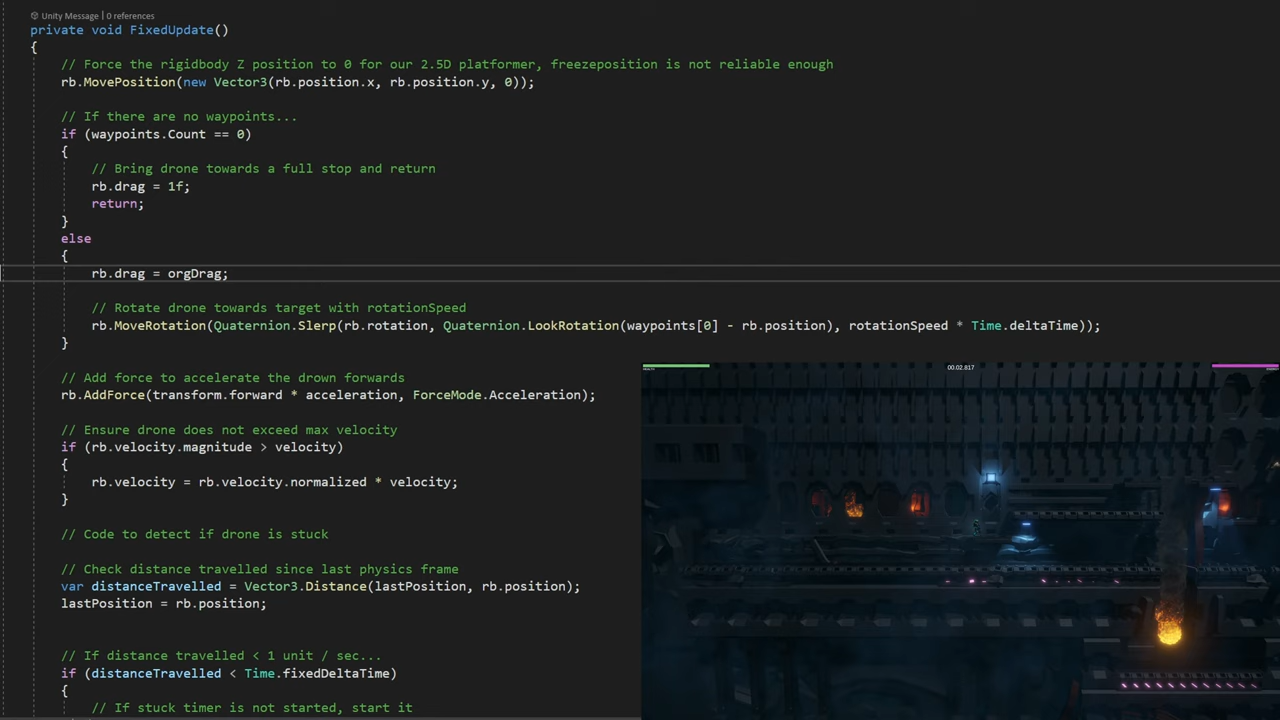 Unity Message | 0 references
private void FixedUpdate()
{
// Force the rigidbody Z position to 0 for our 2.5D platformer, freezeposition is not reliable enough
rb.MovePosition(new Vector3(rb.position.x, rb.position.y, 0));
// If there are no waypoints...
if (waypoints.Count == 0)
{
// Bring drone towards a full stop and return
rb.drag = 1f;
return;
}
else
{
rb.drag = orgDrag;
// Rotate drone towards target with rotationSpeed
rb.MoveRotation(Quaternion.Slerp(rb.rotation, Quaternion.LookRotation(waypoints[0] - rb.position), rotationSpeed * Time.deltaTime));
}
// Add force to accelerate the drown forwards
rb.AddForce(transform.forward * acceleration, ForceMode.Acceleration);
// Ensure drone does not exceed max velocity
if (rb.velocity.magnitude > velocity)
{
rb.velocity = rb.velocity.normalized * velocity;
}
// Code to detect if drone is stuck
// Check distance travelled since last physics frame
var distanceTravelled = Vector3.Distance(lastPosition, rb.position);
lastPosition = rb.position;
// If distance travelled < 1 unit / sec...
if (distanceTravelled < Time.fixedDeltaTime)
{
// If stuck timer is not started, start it
HEALTH
00:02.817